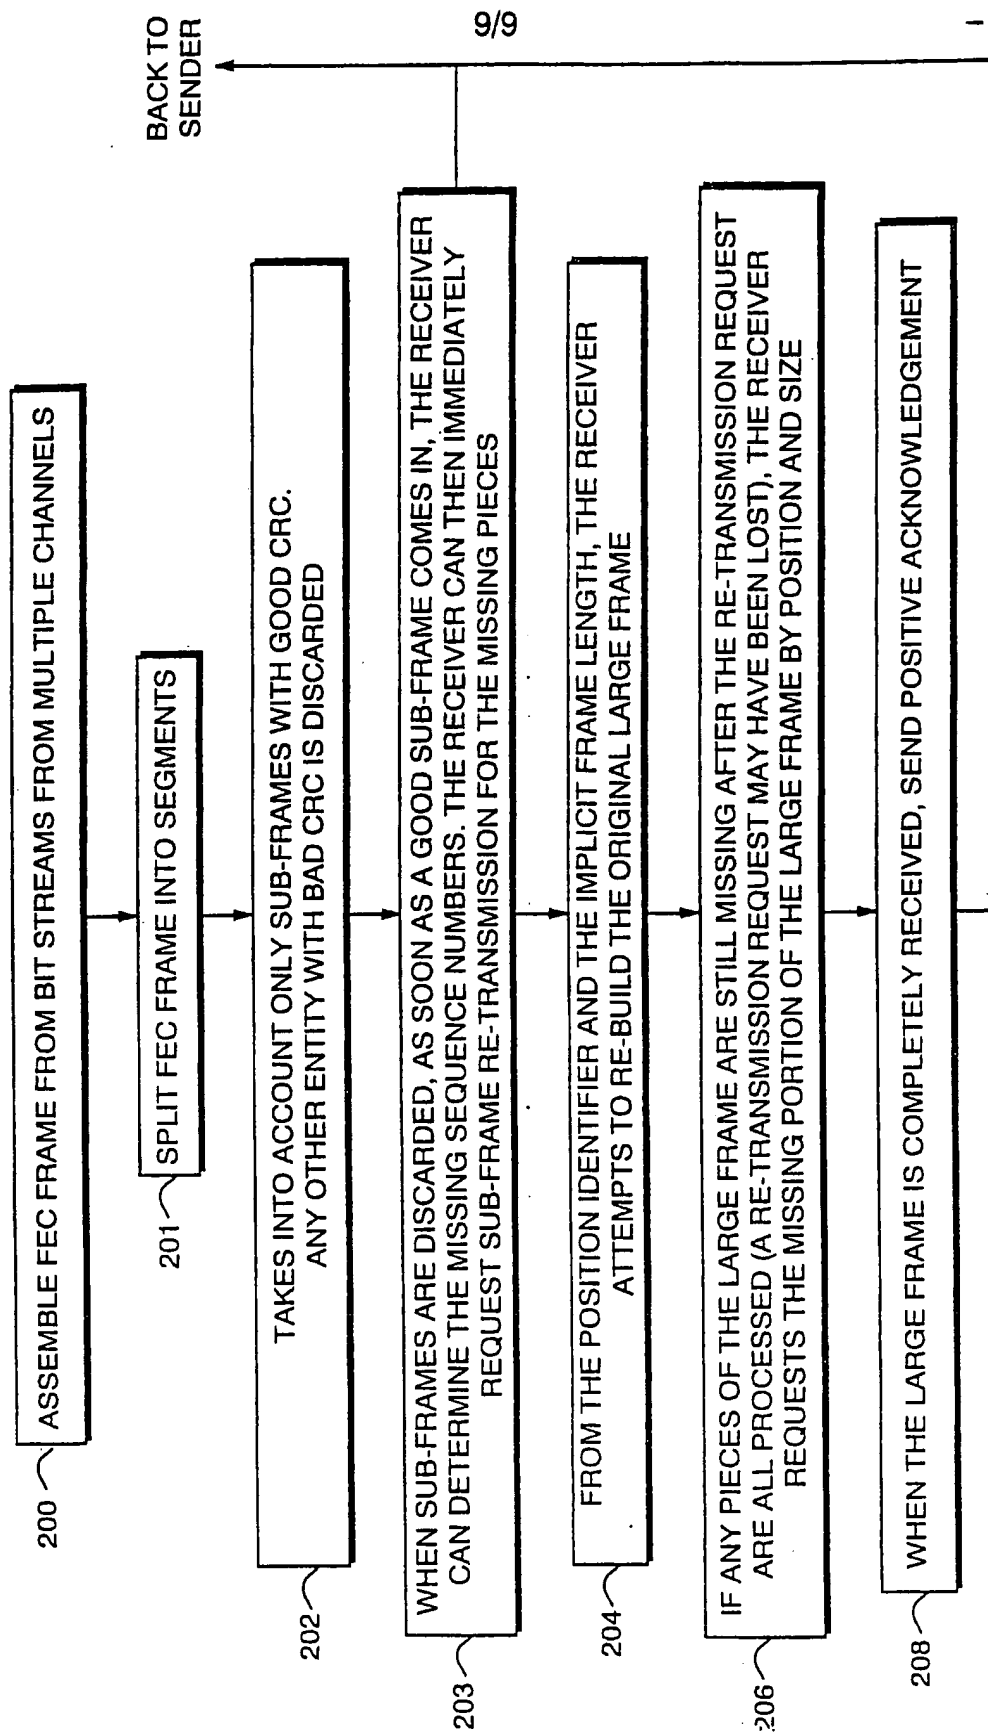 9/9
BACK TO
SENDER
200
ASSEMBLE FEC FRAME FROM BIT STREAMS FROM MULTIPLE CHANNELS
201
SPLIT FEC FRAME INTO SEGMENTS
202
TAKES INTO ACCOUNT ONLY SUB-FRAMES WITH GOOD CRC.
ANY OTHER ENTITY WITH BAD CRC IS DISCARDED
203
WHEN SUB-FRAMES ARE DISCARDED, AS SOON AS A GOOD SUB-FRAME COMES IN, THE RECEIVER
CAN DETERMINE THE MISSING SEQUENCE NUMBERS. THE RECEIVER CAN THEN IMMEDIATELY
REQUEST SUB-FRAME RE-TRANSMISSION FOR THE MISSING PIECES
204
FROM THE POSITION IDENTIFIER AND THE IMPLICIT FRAME LENGTH, THE RECEIVER
ATTEMPTS TO RE-BUILD THE ORIGINAL LARGE FRAME
206
IF ANY PIECES OF THE LARGE FRAME ARE STILL MISSING AFTER THE RE-TRANSMISSION REQUEST
ARE ALL PROCESSED (A RE-TRANSMISSION REQUEST MAY HAVE BEEN LOST), THE RECEIVER
REQUESTS THE MISSING PORTION OF THE LARGE FRAME BY POSITION AND SIZE
208
WHEN THE LARGE FRAME IS COMPLETELY RECEIVED, SEND POSITIVE ACKNOWLEDGEMENT